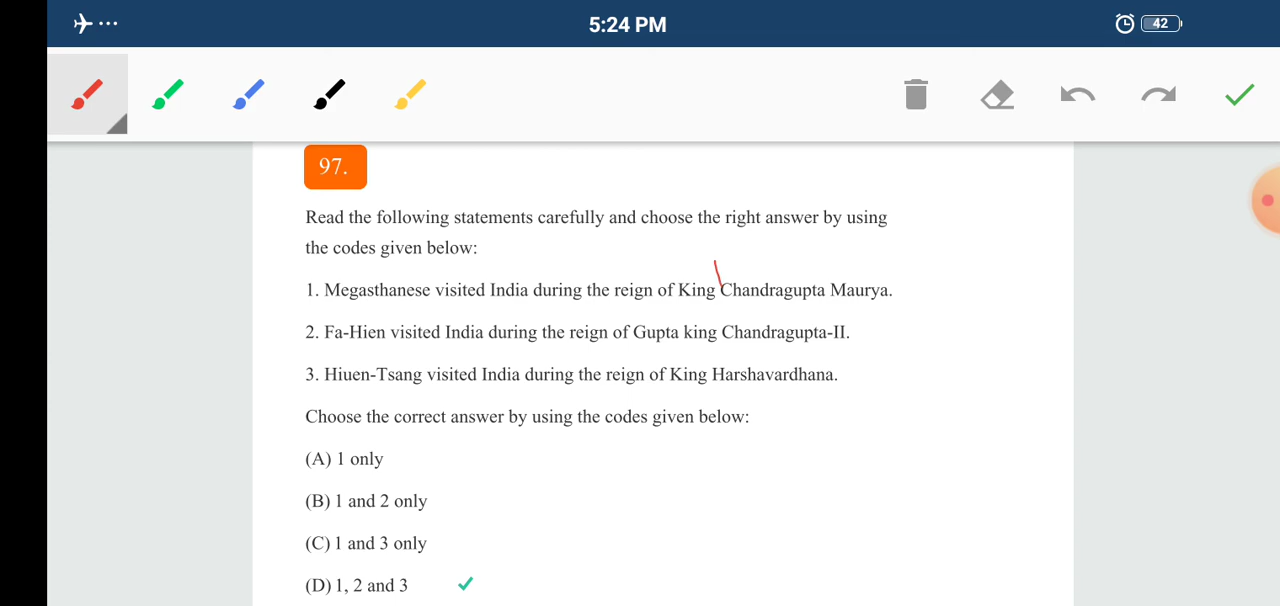 5:24 PM
42
97.
Read the following statements carefully and choose the right answer by using
the codes given below:
1. Megasthanese visited India during the reign of King Chandragupta Maurya.
2. Fa-Hien visited India during the reign of Gupta king Chandragupta-II.
3. Hiuen-Tsang visited India during the reign of King Harshavardhana.
Choose the correct answer by using the codes given below:
(A) 1 only
(B) 1 and 2 only
(C) 1 and 3 only
(D) 1, 2 and 3